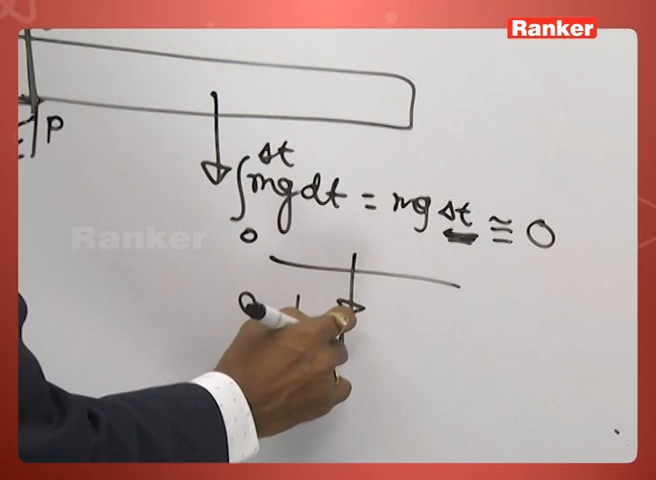 Ranker
P
∫₀^Δt mg dt = mg Δt ≅ 0
Ranker